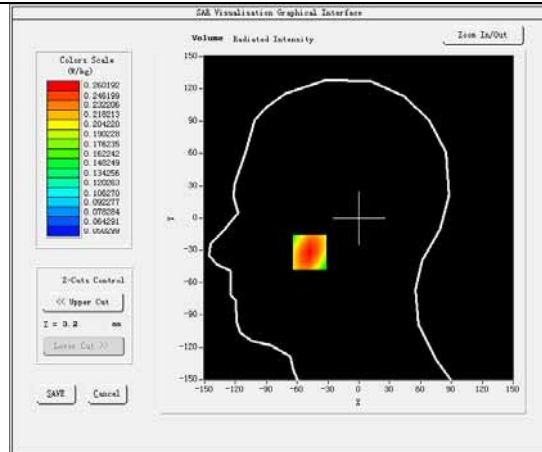 SAR Visualisation Graphical Interface
Volume Radiated Intensity
Zoom In/Out
Colors Scale
(W/kg)
0.260192
0.246199
0.232206
0.218213
0.204220
0.190228
0.176235
0.162242
0.148249
0.134256
0.120263
0.106270
0.092277
0.078284
0.064291
Z-Cuts Control
<< Upper Cut
Z = 3.2 mm
Lower Cut >>
SAVE
Cancel
150
120
90
60
30
0
-30
-60
-90
-120
-150
Y
-150 -120 -90 -60 -30 0 30 60 90 120 150
X